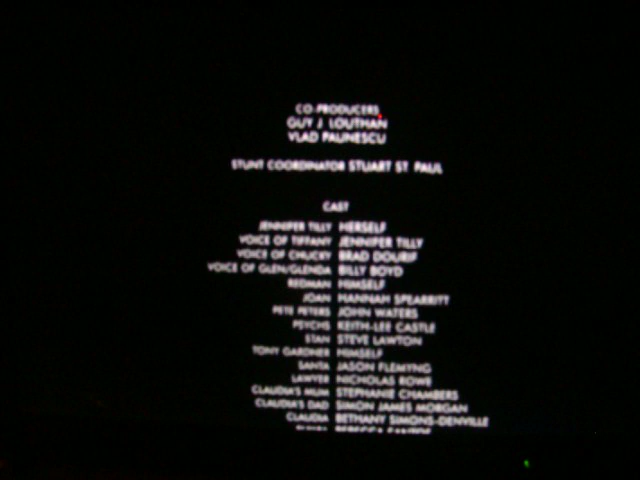 CO-PRODUCERS
GUY J. LOUTHAN
VLAD PAUNESCU
STUNT COORDINATOR STUART ST. PAUL
CAST
JENNIFER TILLY HERSELF
VOICE OF TIFFANY JENNIFER TILLY
VOICE OF CHUCKY BRAD DOURIF
VOICE OF GLEN/GLENDA BILLY BOYD
REDMAN HIMSELF
JOAN HANNAH SPEARRITT
PETE PETERS JOHN WATERS
PSYCHS KEITH-LEE CASTLE
STAN STEVE LAWTON
TONY GARDNER HIMSELF
SANTA JASON FLEMYNG
LAWYER NICHOLAS ROWE
CLAUDIA'S MUM STEPHANIE CHAMBERS
CLAUDIA'S DAD SIMON JAMES MORGAN
CLAUDIA BETHANY SIMONS-DENVILLE
REBECCA SANTOS